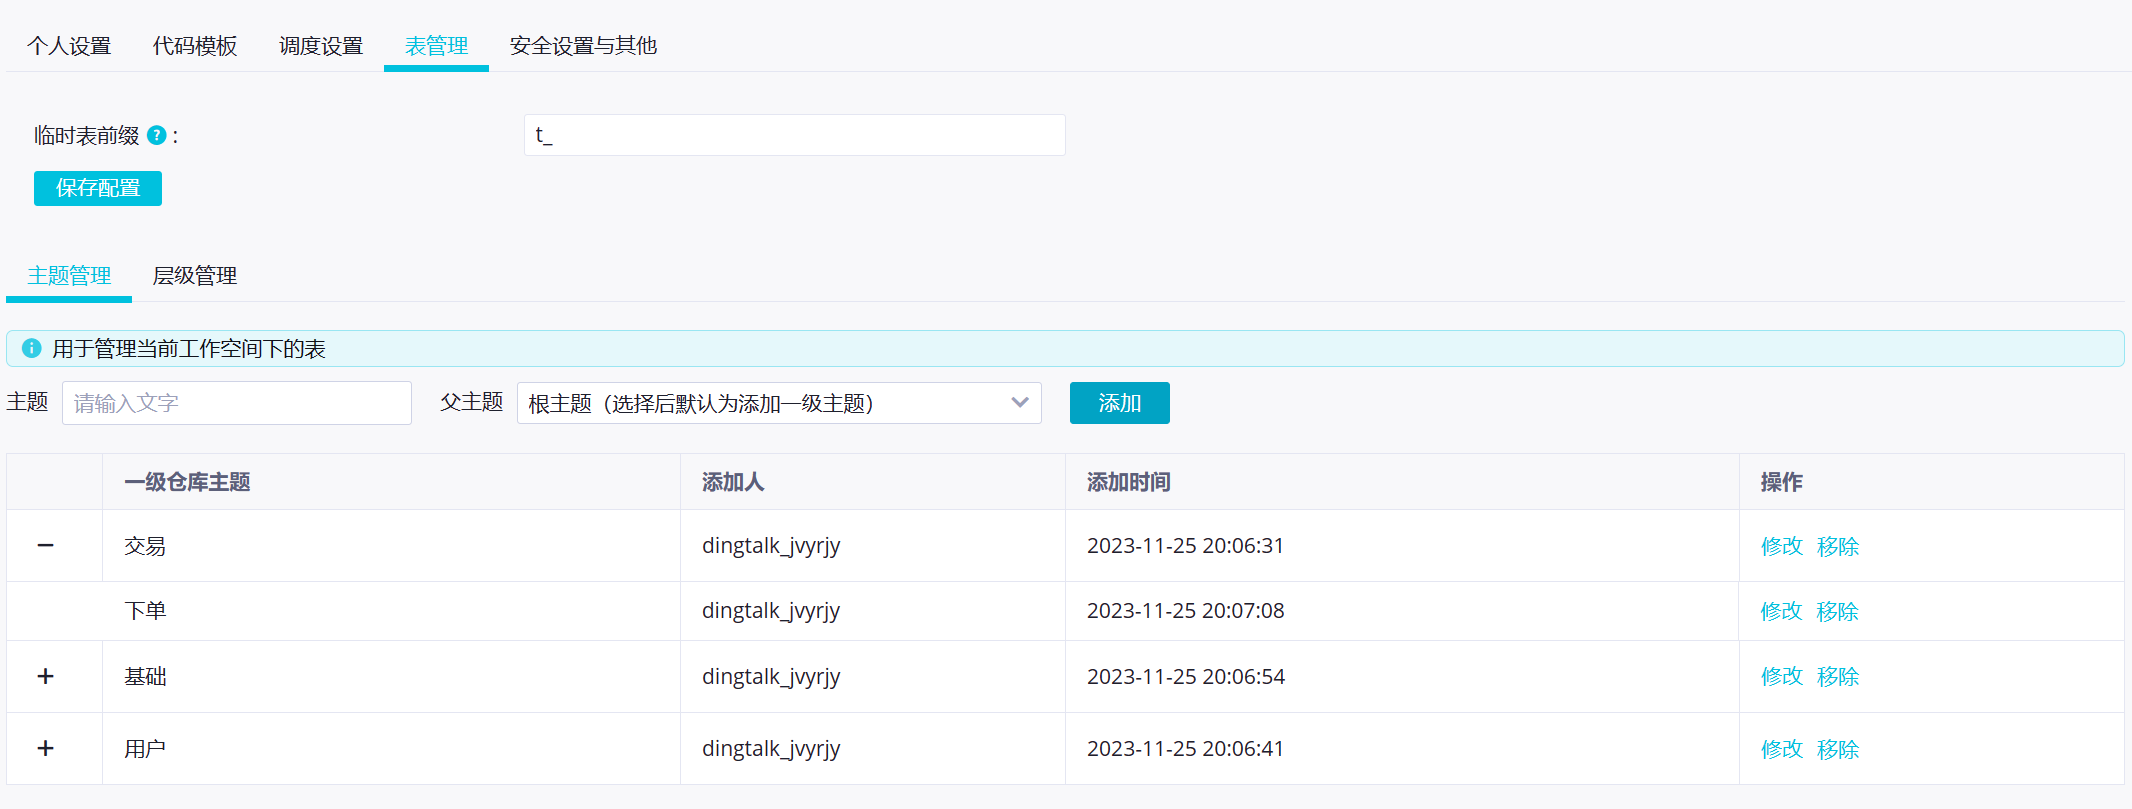 个人设置 代码模板 调度设置 表管理 安全设置与其他
临时表前缀 ? : t_
保存配置
主题管理 层级管理
用于管理当前工作空间下的表
主题 请输入文字 父主题 根主题（选择后默认为添加一级主题） 添加
一级仓库主题 添加人 添加时间 操作
交易 dingtalk_jvyrjy 2023-11-25 20:06:31 修改 移除
下单 dingtalk_jvyrjy 2023-11-25 20:07:08 修改 移除
基础 dingtalk_jvyrjy 2023-11-25 20:06:54 修改 移除
用户 dingtalk_jvyrjy 2023-11-25 20:06:41 修改 移除